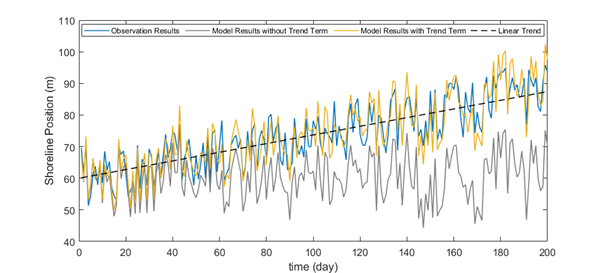 110
Observation Results Model Results without Trend Term Model Results with Trend Term Linear Trend
100
90
80
70
60
50
40
Shoreline Position (m)
0 20 40 60 80 100 120 140 160 180 200
time (day)